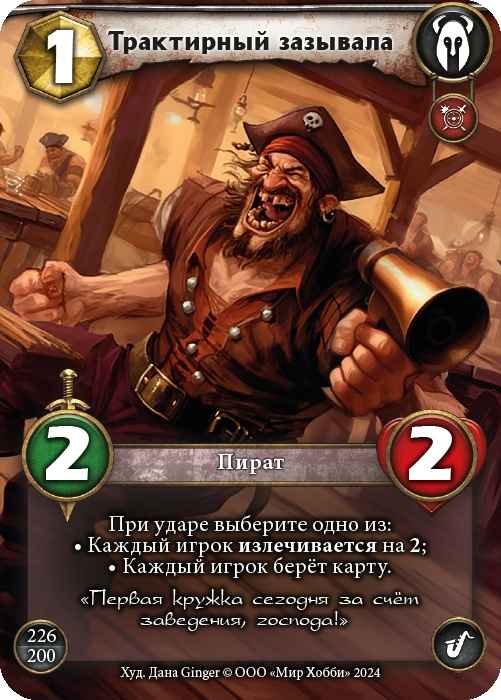 1
Трактирный зазывала
2
Пират
2
При ударе выберите одно из:
• Каждый игрок излечивается на 2;
• Каждый игрок берёт карту.
«Первая кружка сегодня за счёт
заведения, господа!»
226
200
Худ. Дана Ginger © ООО «Мир Хобби» 2024